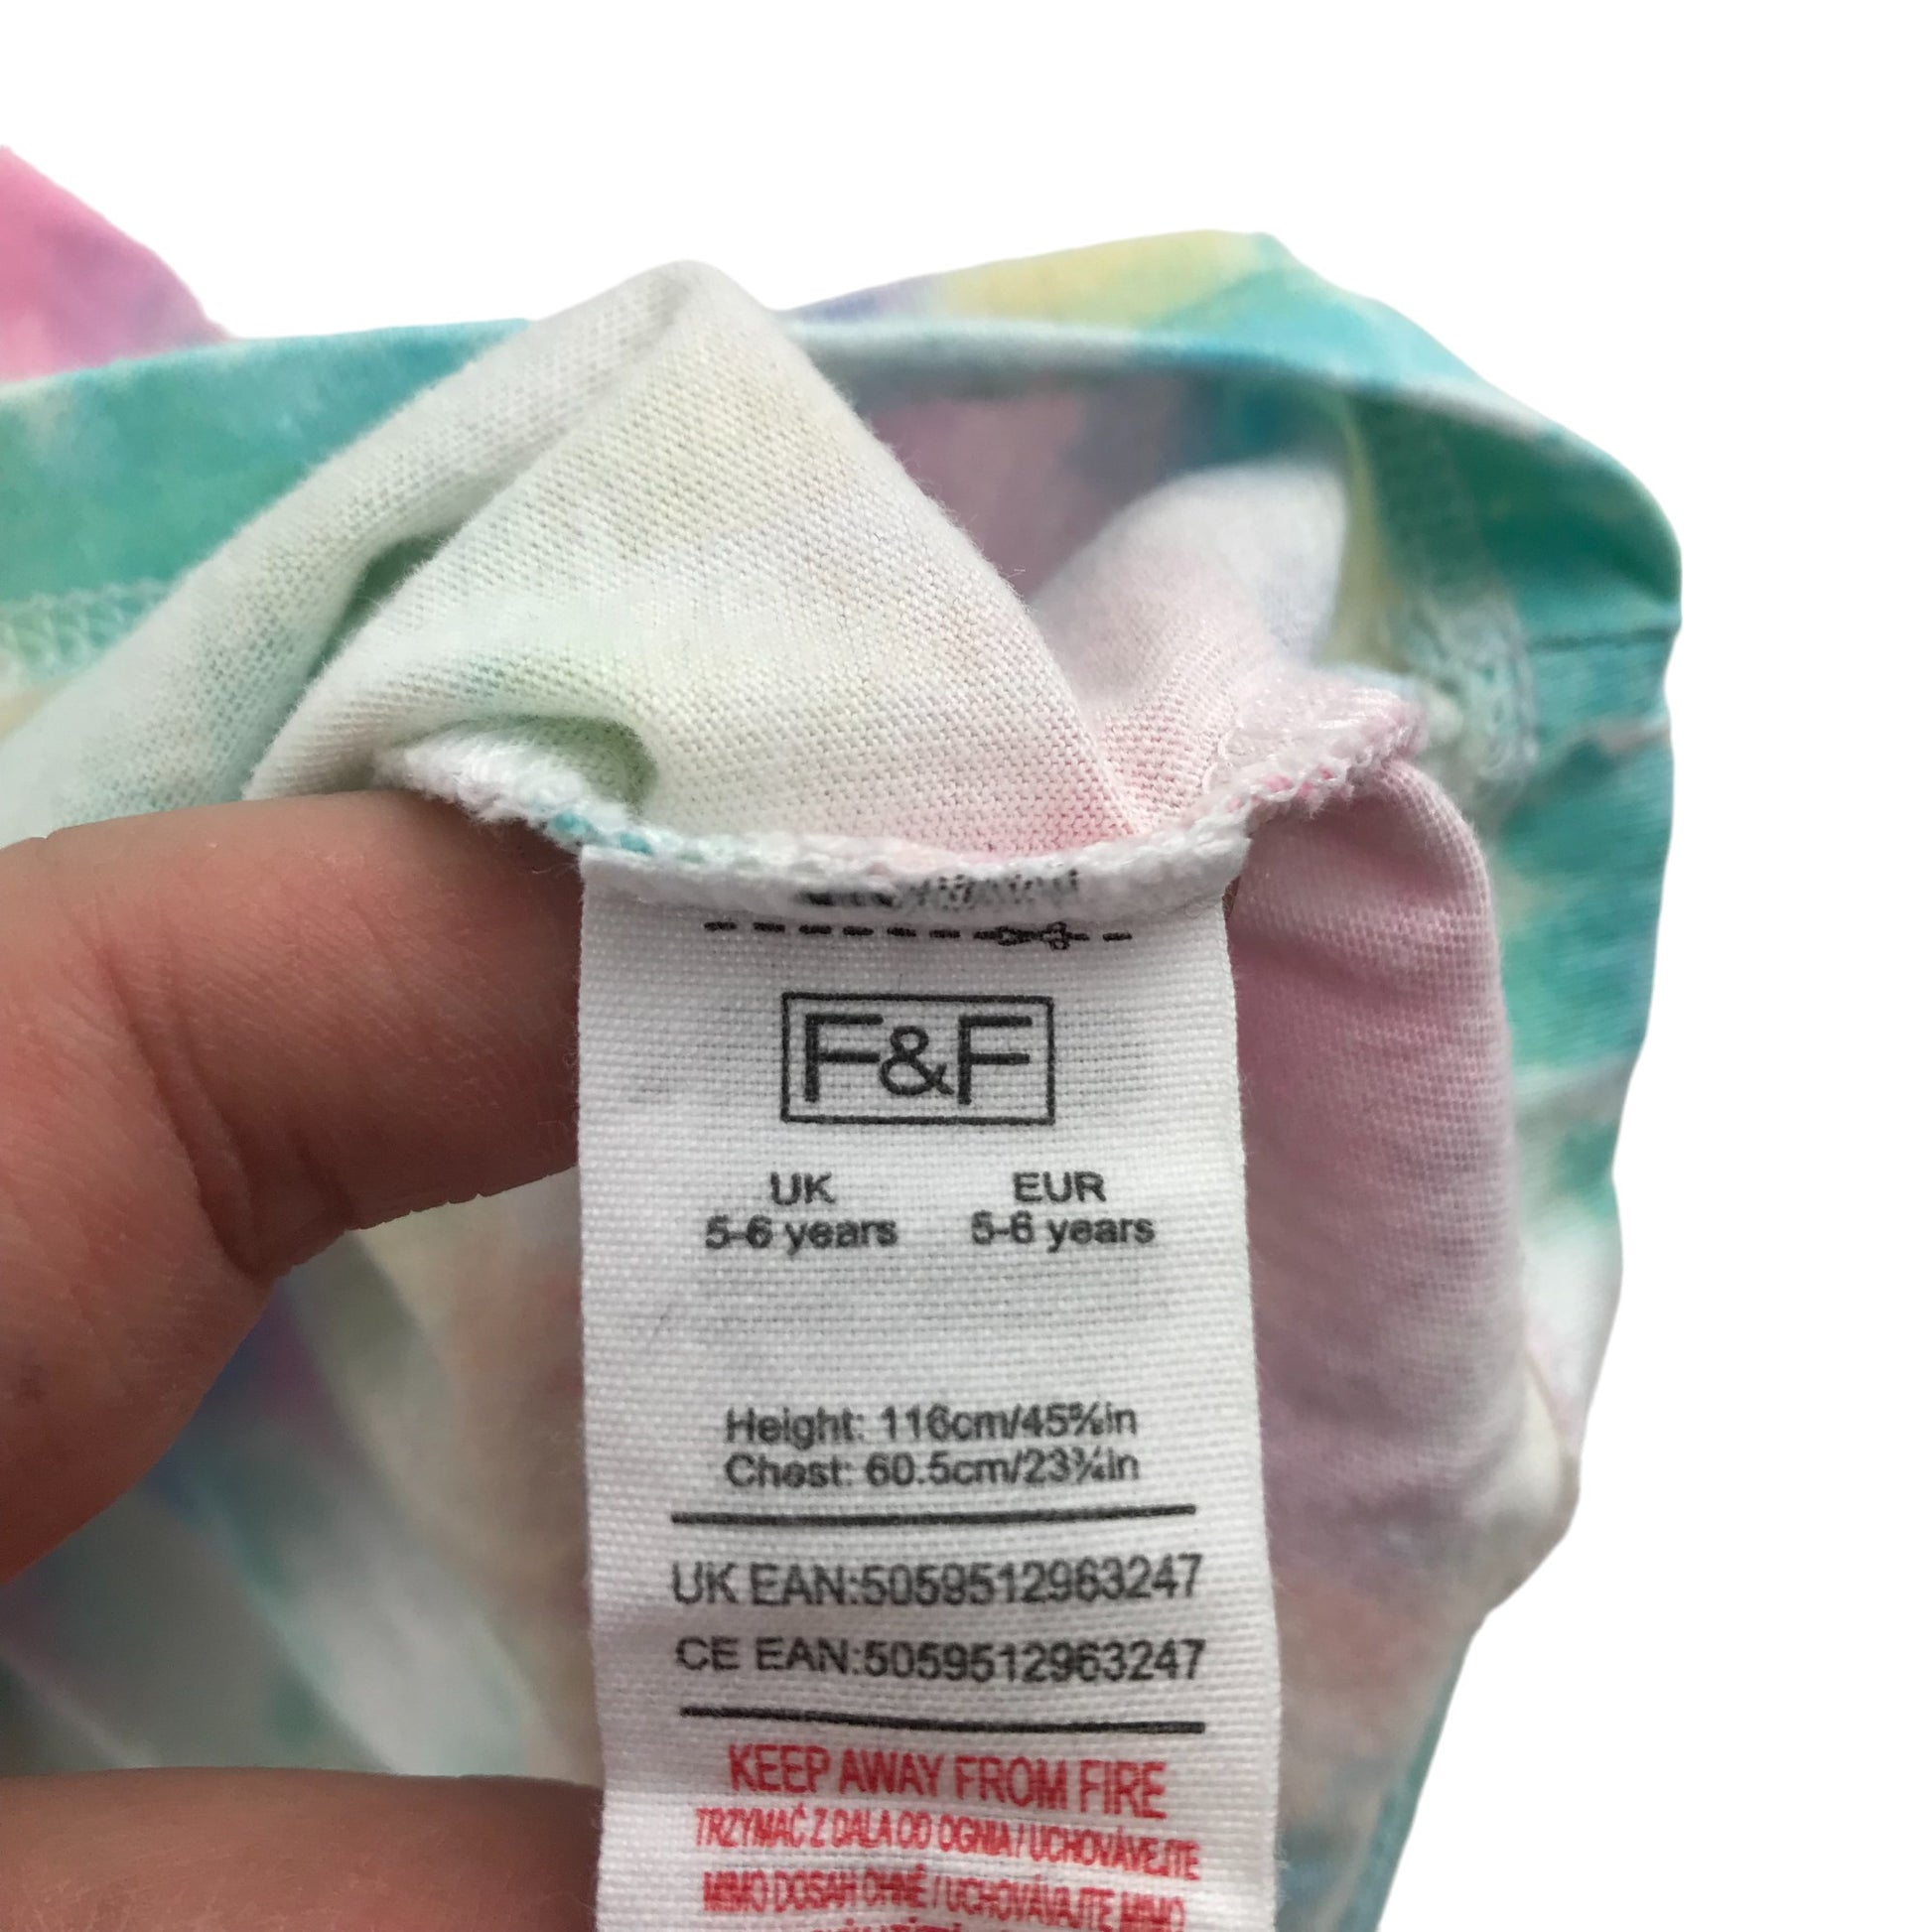 F&F
UK EUR
5-6 years 5-6 years
Height: 116cm/45⅝in
Chest: 60.5cm/23¾in
UK EAN:5059512963247
CE EAN:5059512963247
KEEP AWAY FROM FIRE
TRZYMAĆ Z DALA OD OGNIA / UCHOVÁVEJTE
MIMO DOSAH OHNĚ / UCHOVÁVAJTE MIMO